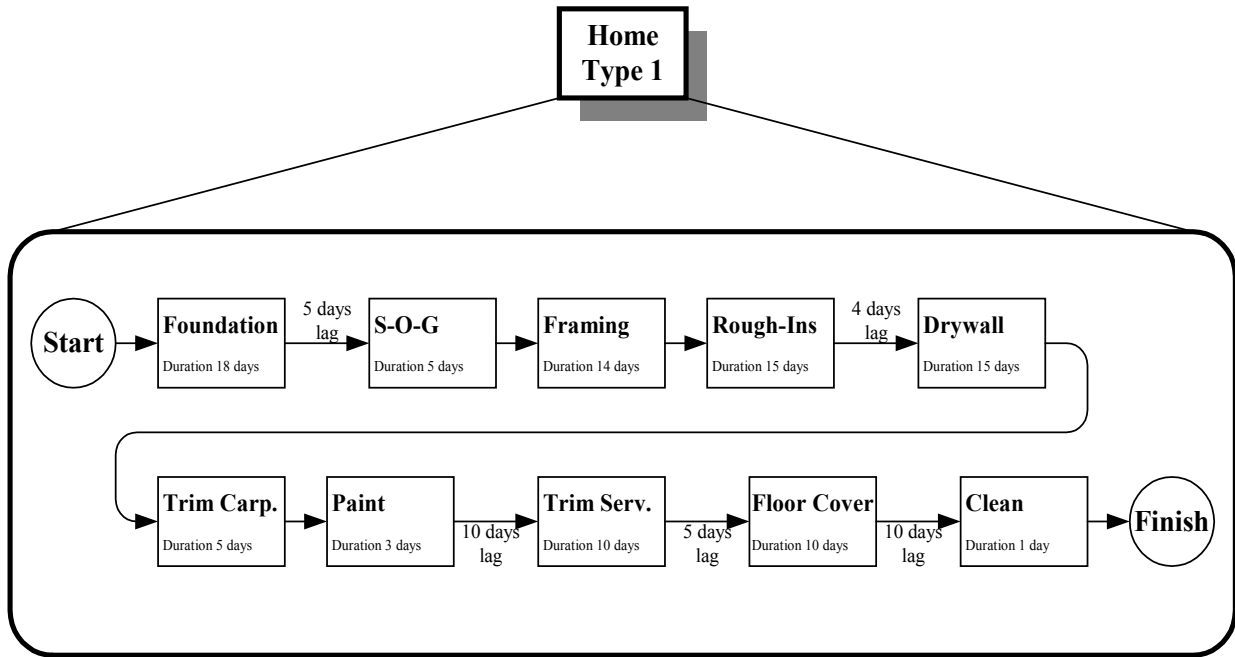 Home
Type 1
Start
Foundation
Duration 18 days
5 days
lag
S-O-G
Duration 5 days
Framing
Duration 14 days
Rough-Ins
Duration 15 days
4 days
lag
Drywall
Duration 15 days
Trim Carp.
Duration 5 days
Paint
Duration 3 days
10 days
lag
Trim Serv.
Duration 10 days
5 days
lag
Floor Cover
Duration 10 days
10 days
lag
Clean
Duration 1 day
Finish